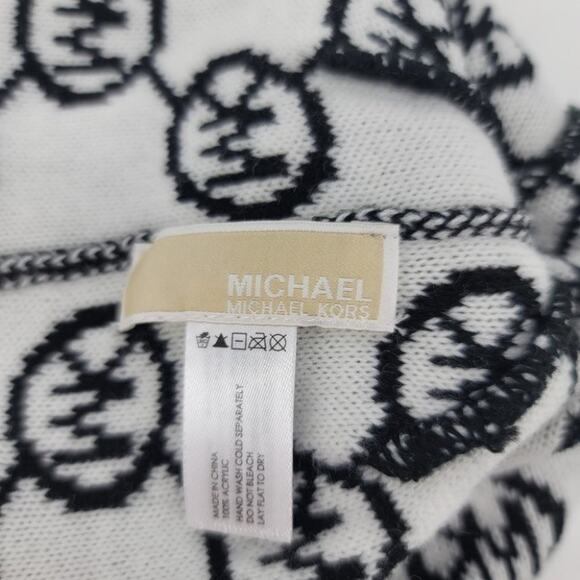 MICHAEL
MICHAEL KORS
MADE IN CHINA
100% ACRYLIC
HAND WASH COLD SEPARATELY
DO NOT BLEACH
LAY FLAT TO DRY